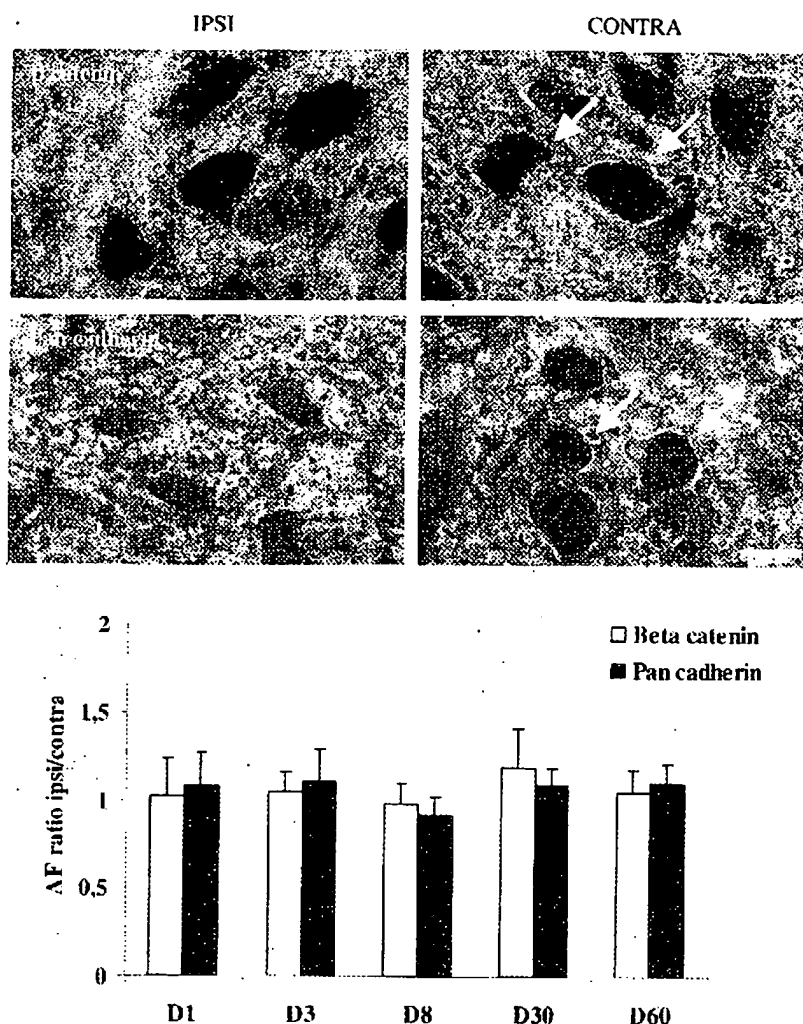 IPSI
CONTRA
2
1,5
1
0,5
0
AF ratio ipsi/contra
Beta catenin
Pan cadherin
D1
D3
D8
D30
D60